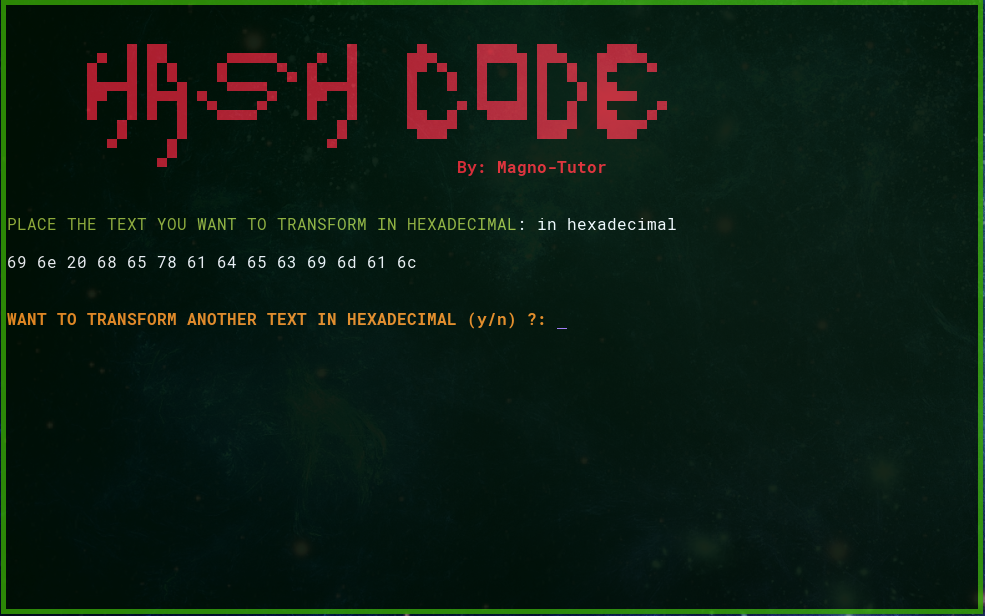 HASH CODE
By: Magno-Tutor
PLACE THE TEXT YOU WANT TO TRANSFORM IN HEXADECIMAL: in hexadecimal
69 6e 20 68 65 78 61 64 65 63 69 6d 61 6c
WANT TO TRANSFORM ANOTHER TEXT IN HEXADECIMAL (y/n) ?: _